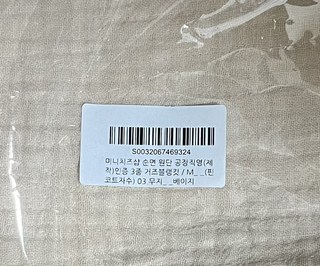 S0032067469324
미니치즈샵 순면 원단 공장직영(제
작)인증 3중 거즈블랭킷 / M_ _(핀
코트자수) 03 무지_ _베이지